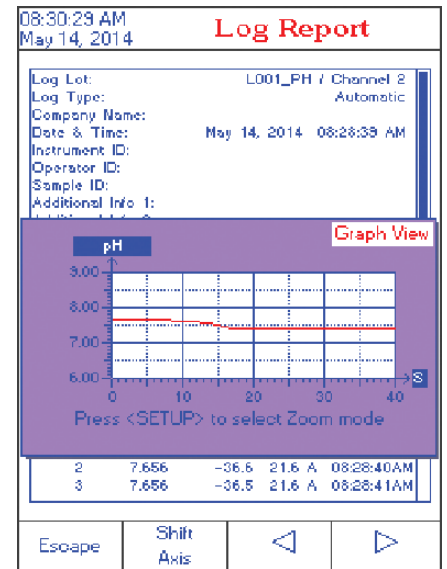 08:30:29 AM
May 14, 2014
Log Report
Log Lot: L001_PH / Channel 2
Log Type: Automatic
Company Name:
Date & Time: May 14, 2014 08:28:39 AM
Instrument ID:
Operator ID:
Sample ID:
Additional Info 1:
Graph View
pH
9.00
8.00
7.00
6.00
S
0 10 20 30 40
Press <SETUP> to select Zoom mode
2 7.656 -36.6 21.6 A 08:28:40AM
3 7.656 -36.5 21.6 A 08:28:41AM
Escape
Shift
Axis